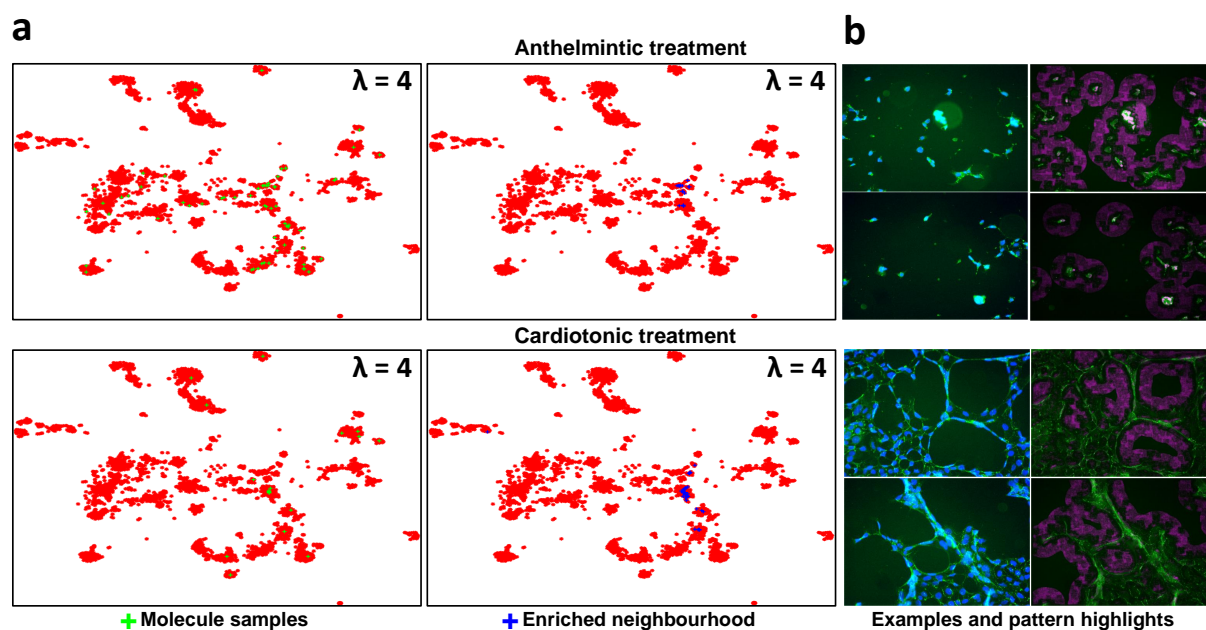 a
b
Anthelmintic treatment
λ = 4
λ = 4
Cardiotonic treatment
λ = 4
λ = 4
+ Molecule samples
+ Enriched neighbourhood
Examples and pattern highlights